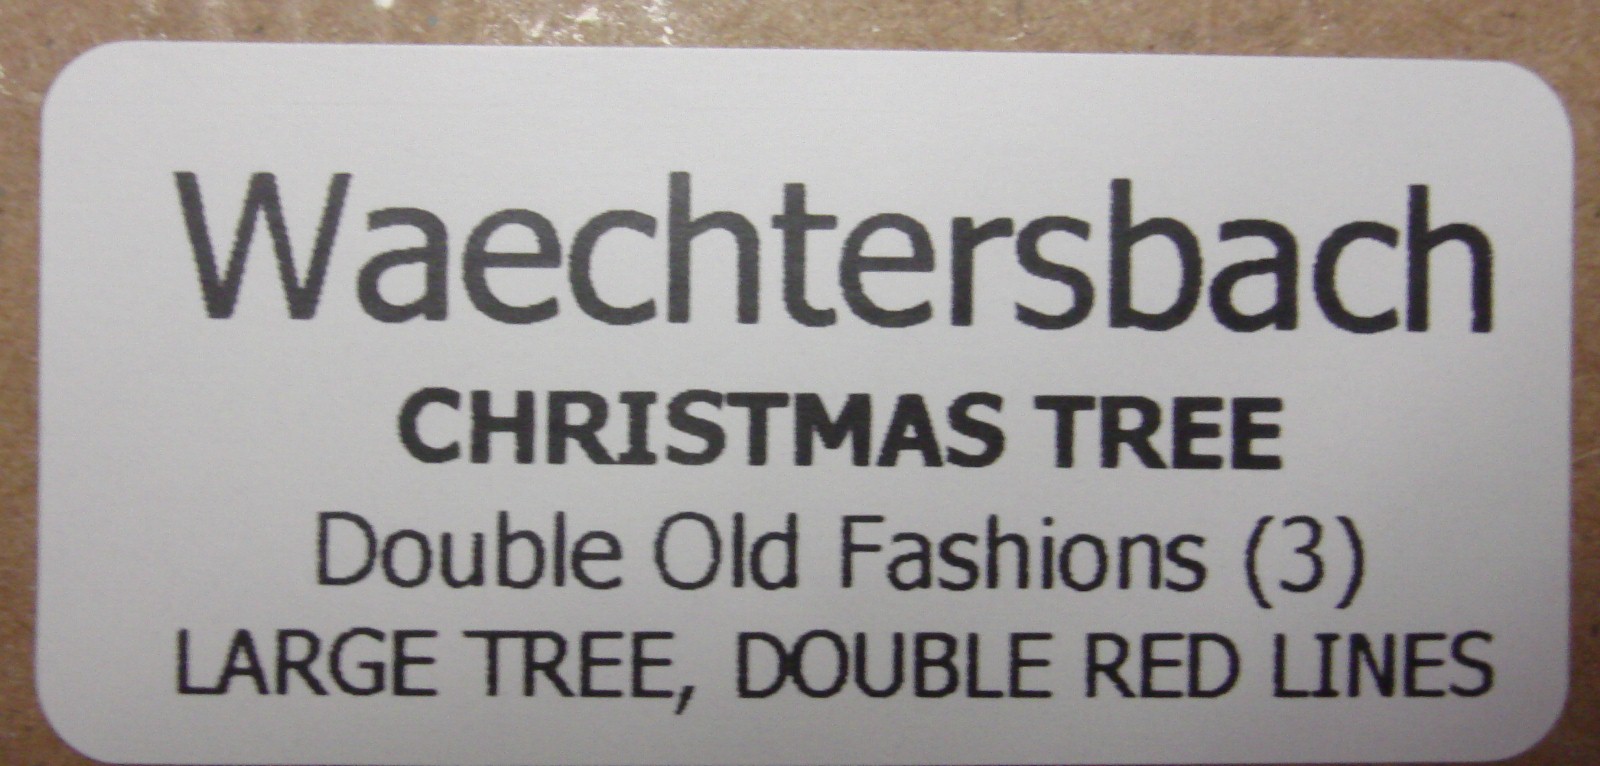 Waechtersbach
CHRISTMAS TREE
Double Old Fashions (3)
LARGE TREE, DOUBLE RED LINES